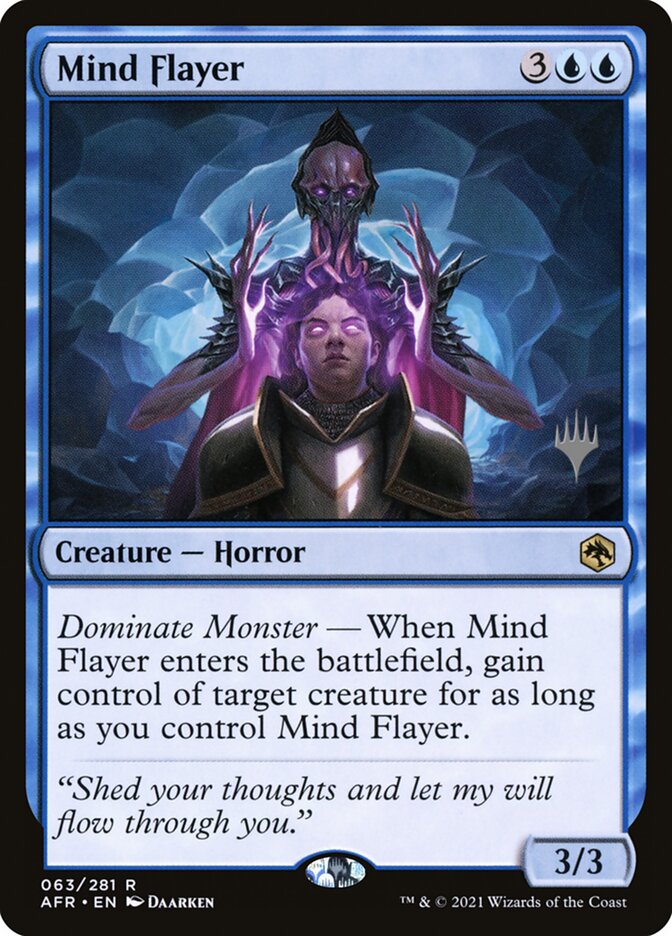 Mind Flayer
3
Creature — Horror
Dominate Monster — When Mind
Flayer enters the battlefield, gain
control of target creature for as long
as you control Mind Flayer.
“Shed your thoughts and let my will
flow through you.”
3/3
063/281 R
AFR • EN DAARKEN
™ & © 2021 Wizards of the Coast